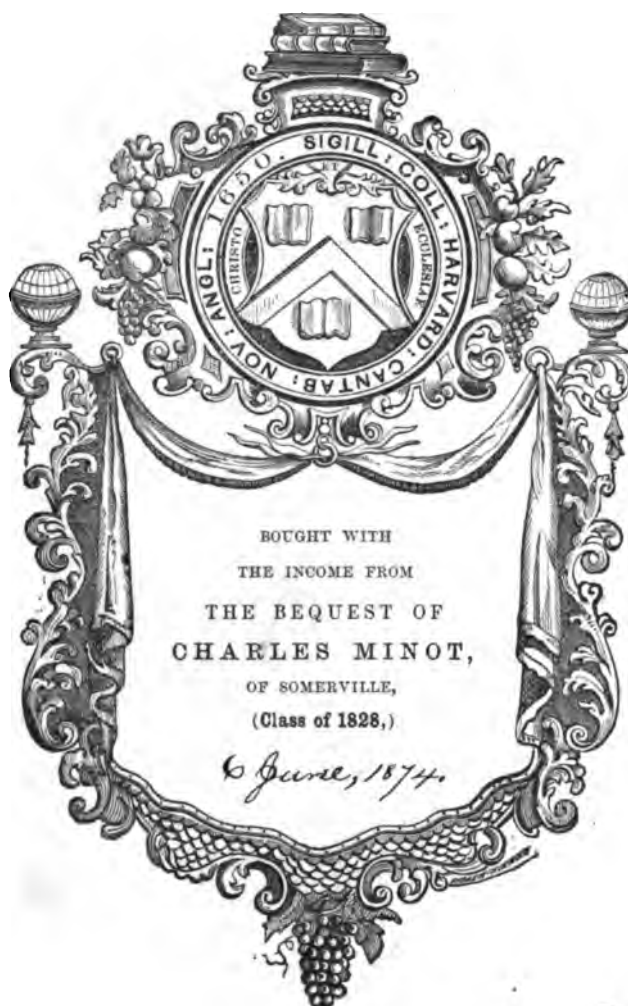 SIGILL: COLL: HARVARD: CANTAB: NOV: ANGL: 1650.
CHRISTO ET ECCLESIAE
BOUGHT WITH
THE INCOME FROM
THE BEQUEST OF
CHARLES MINOT,
OF SOMERVILLE,
(Class of 1828,)
6 June, 1874.